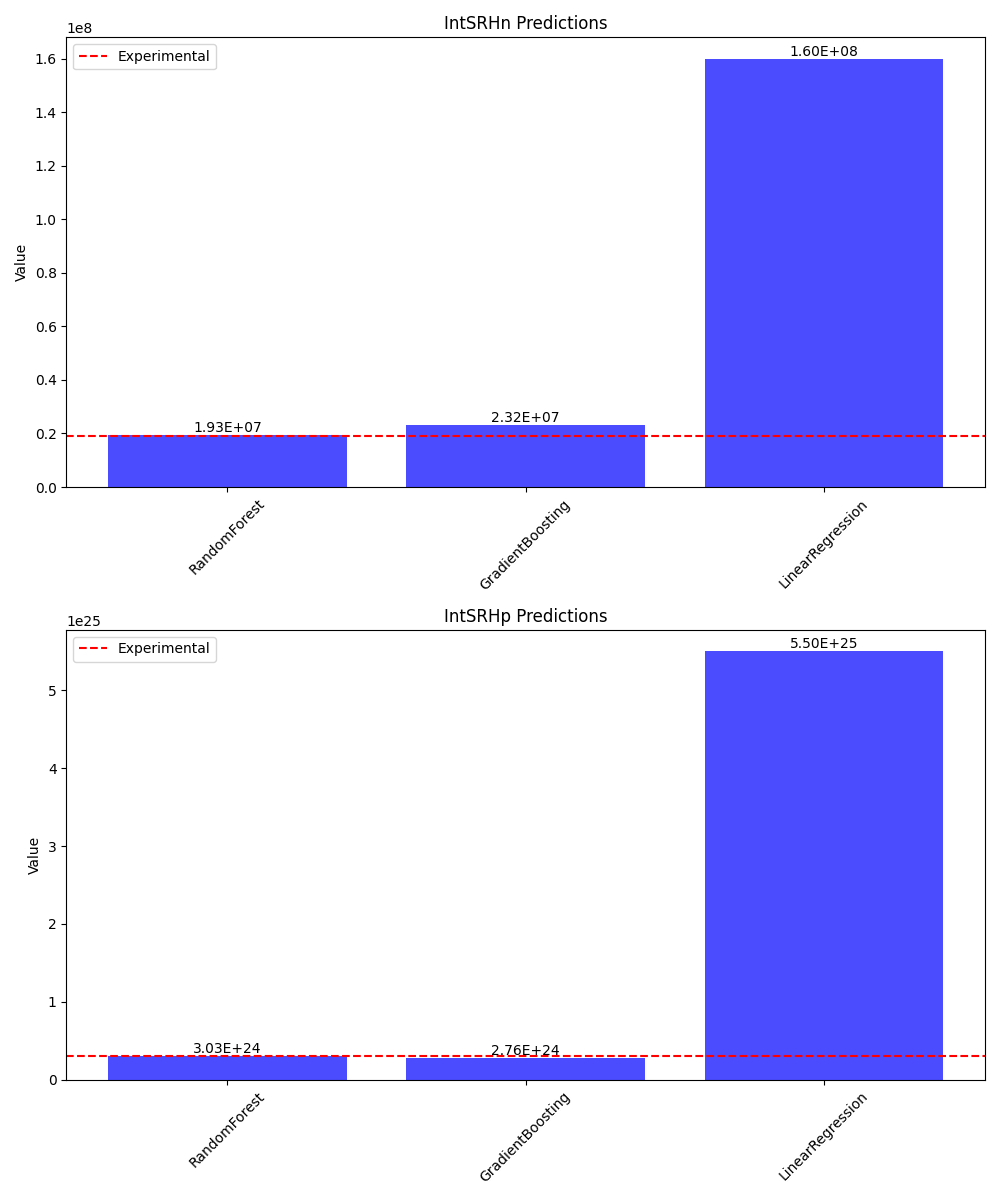 IntSRHn Predictions
1e8
Experimental
1.60E+08
1.6
1.4
1.2
1.0
Value
0.8
0.6
0.4
2.32E+07
1.93E+07
0.2
0.0
RandomForest
GradientBoosting
LinearRegression
IntSRHp Predictions
1e25
Experimental
5.50E+25
5
4
3
Value
2
1
3.03E+24
2.76E+24
0
RandomForest
GradientBoosting
LinearRegression